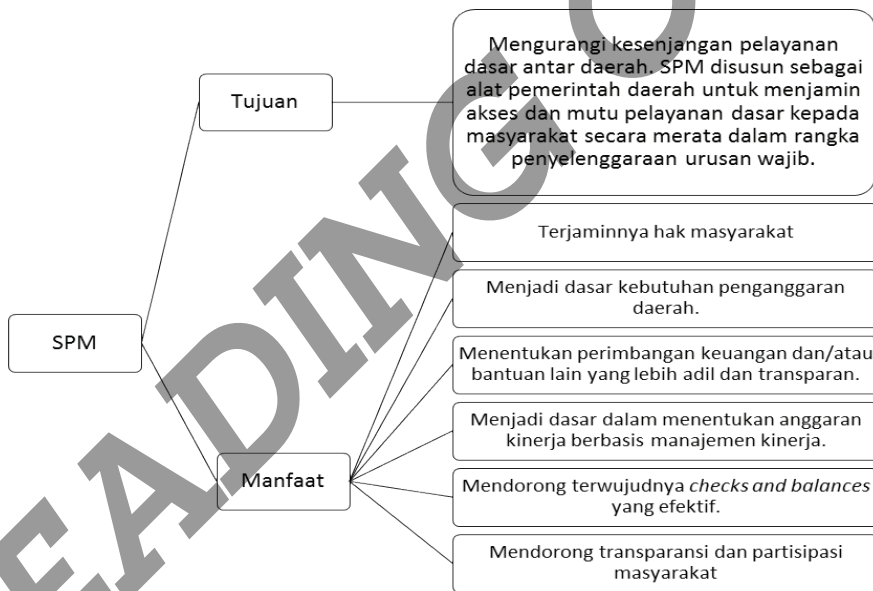 Mengurangi kesenjangan pelayanan
dasar antar daerah. SPM disusun sebagai
alat pemerintah daerah untuk menjamin
akses dan mutu pelayanan dasar kepada
masyarakat secara merata dalam rangka
penyelenggaraan urusan wajib.
Tujuan
Terjaminnya hak masyarakat
Menjadi dasar kebutuhan penganggaran
daerah.
SPM
Menentukan perimbangan keuangan dan/atau
bantuan lain yang lebih adil dan transparan.
Menjadi dasar dalam menentukan anggaran
kinerja berbasis manajemen kinerja.
Manfaat
Mendorong terwujudnya checks and balances
yang efektif.
Mendorong transparansi dan partisipasi
masyarakat
EADING